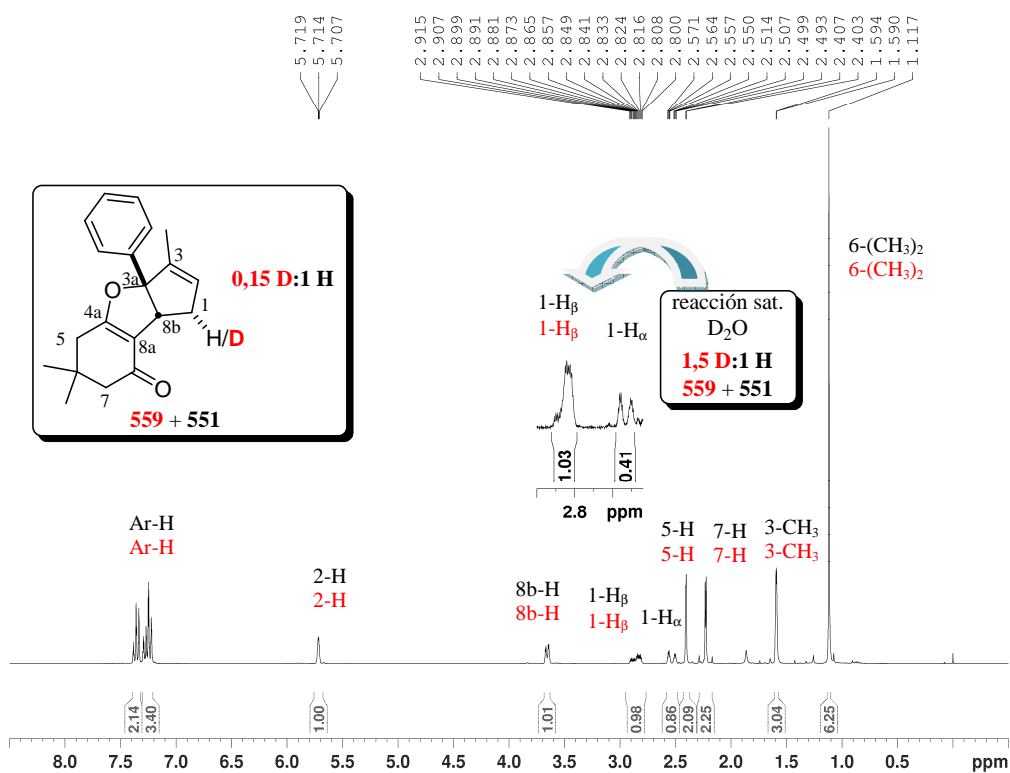 5.719
5.714
5.707
2.915
2.907
2.899
2.891
2.881
2.873
2.865
2.857
2.849
2.841
2.833
2.824
2.816
2.808
2.800
2.571
2.564
2.557
2.550
2.514
2.507
2.499
2.493
2.407
2.403
1.594
1.590
1.117
3
3a
O
4a
1
8b
5
8a
H/D
O
7
0,15 D:1 H
559 + 551
1-Hβ
1-Hβ
1-Hα
reacción sat.
D₂O
1,5 D:1 H
559 + 551
6-(CH₃)₂
6-(CH₃)₂
1.03
0.41
2.8 ppm
Ar-H
Ar-H
2-H
2-H
8b-H
8b-H
1-Hβ
1-Hβ
1-Hα
5-H
5-H
7-H
7-H
3-CH₃
3-CH₃
2.14
3.40
1.00
1.01
0.98
0.86
2.09
2.25
3.04
6.25
8.0 7.5 7.0 6.5 6.0 5.5 5.0 4.5 4.0 3.5 3.0 2.5 2.0 1.5 1.0 0.5 ppm